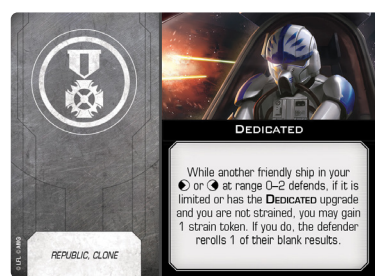 DEDICATED
While another friendly ship in your
or at range 0–2 defends, if it is
limited or has the DEDICATED upgrade
and you are not strained, you may gain
1 strain token. If you do, the defender
rerolls 1 of their blank results.
REPUBLIC, CLONE
© LFL © AMG